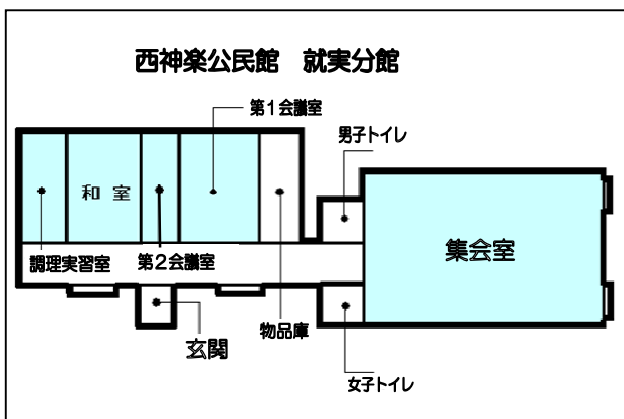 西神楽公民館 就実分館
第1会議室
男子トイレ
和室
集会室
調理実習室
第2会議室
物品庫
玄関
女子トイレ